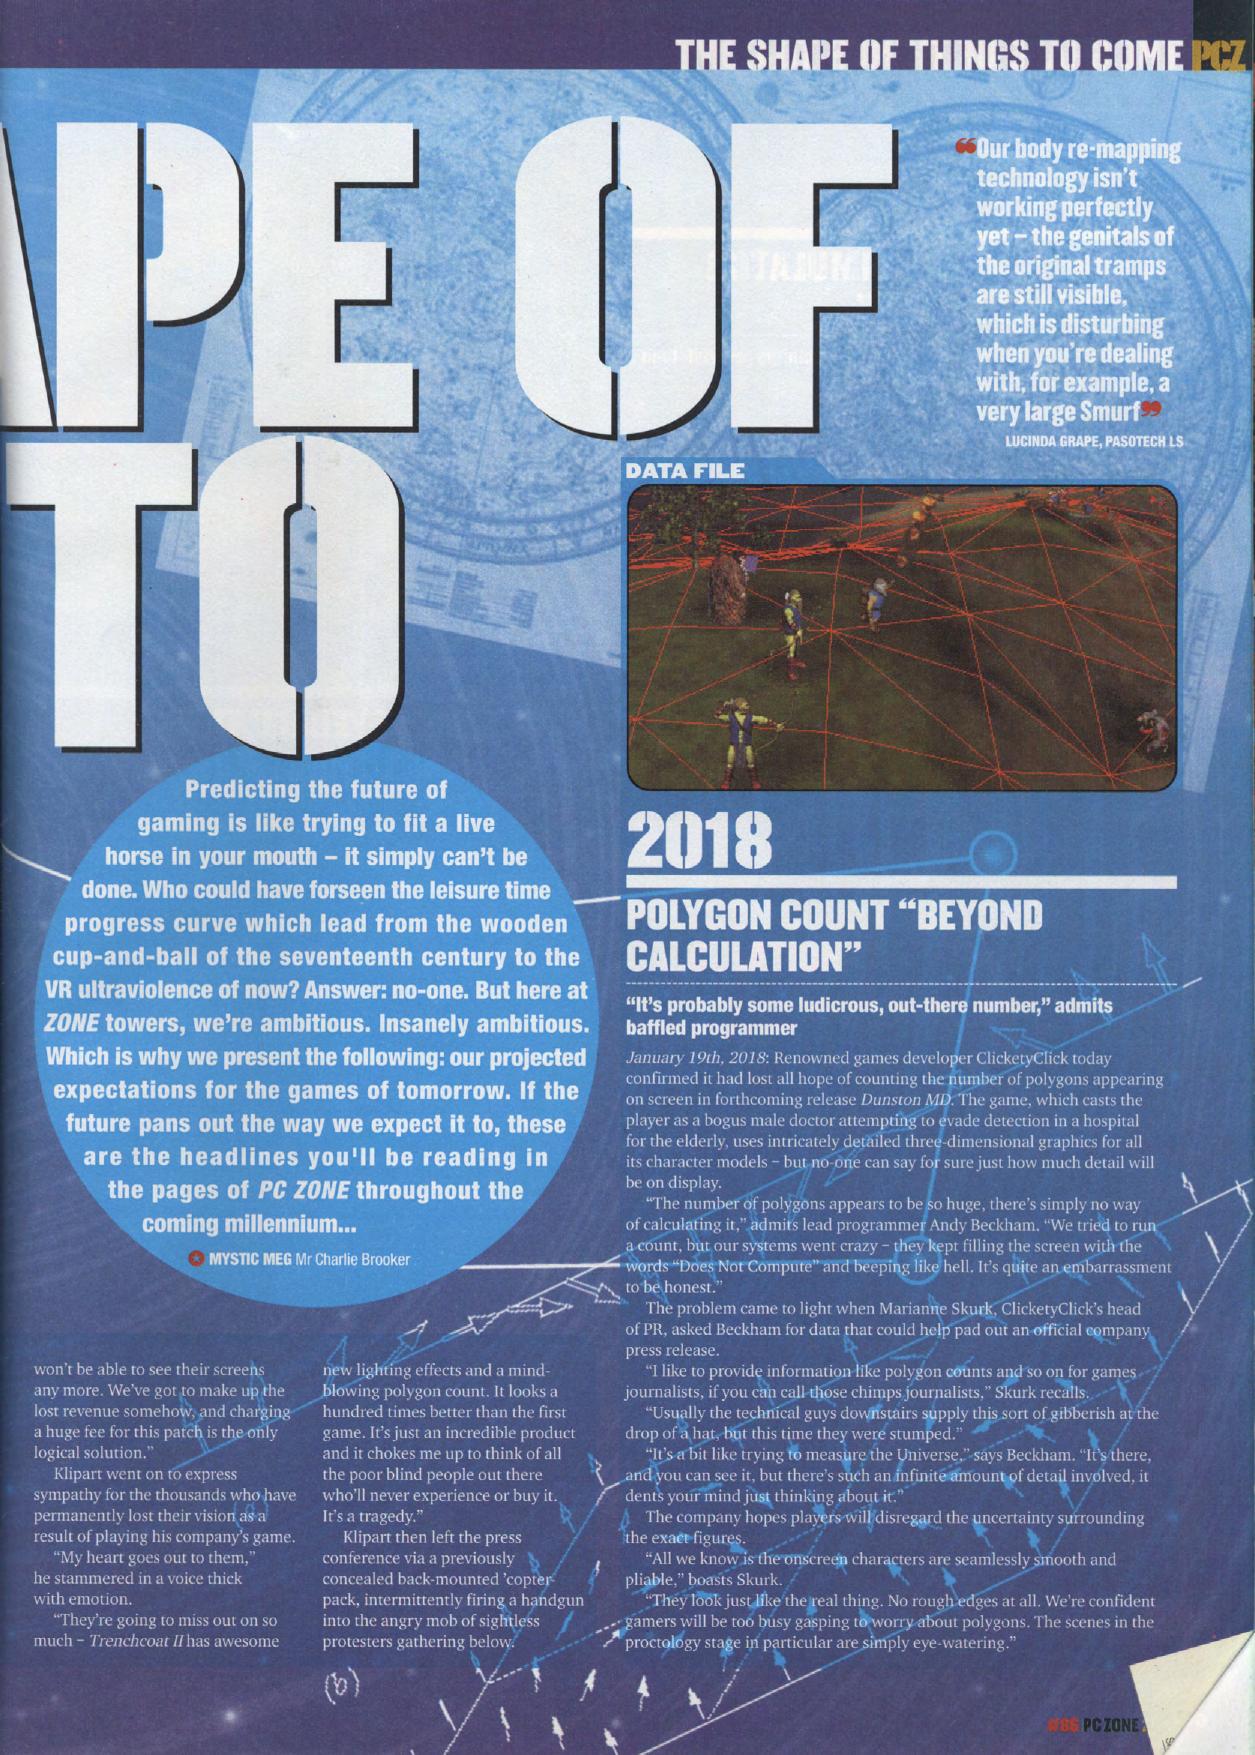 THE SHAPE OF THINGS TO COME PCZ
APE OF
TO
“Our body re-mapping
technology isn't
working perfectly
yet – the genitals of
the original tramps
are still visible,
which is disturbing
when you're dealing
with, for example, a
very large Smurf”
LUCINDA GRAPE, PASOTECH LS
Predicting the future of
gaming is like trying to fit a live
horse in your mouth – it simply can't be
done. Who could have forseen the leisure time
progress curve which lead from the wooden
cup-and-ball of the seventeenth century to the
VR ultraviolence of now? Answer: no-one. But here at
ZONE towers, we're ambitious. Insanely ambitious.
Which is why we present the following: our projected
expectations for the games of tomorrow. If the
future pans out the way we expect it to, these
are the headlines you'll be reading in
the pages of PC ZONE throughout the
coming millennium...
MYSTIC MEG Mr Charlie Brooker
won't be able to see their screens
any more. We've got to make up the
lost revenue somehow, and charging
a huge fee for this patch is the only
logical solution.”
Klipart went on to express
sympathy for the thousands who have
permanently lost their vision as a
result of playing his company's game.
“My heart goes out to them,”
he stammered in a voice thick
with emotion.
“They're going to miss out on so
much – Trenchcoat II has awesome
new lighting effects and a mind-
blowing polygon count. It looks a
hundred times better than the first
game. It's just an incredible product
and it chokes me up to think of all
the poor blind people out there
who'll never experience or buy it.
It's a tragedy.”
Klipart then left the press
conference via a previously
concealed back-mounted 'copter-
pack, intermittently firing a handgun
into the angry mob of sightless
protesters gathering below.
(b)
DATA FILE
2018
POLYGON COUNT “BEYOND
CALCULATION”
“It's probably some ludicrous, out-there number,” admits
baffled programmer
January 19th, 2018: Renowned games developer ClicketyClick today
confirmed it had lost all hope of counting the number of polygons appearing
on screen in forthcoming release Dunston MD. The game, which casts the
player as a bogus male doctor attempting to evade detection in a hospital
for the elderly, uses intricately detailed three-dimensional graphics for all
its character models – but no-one can say for sure just how much detail will
be on display.
“The number of polygons appears to be so huge, there's simply no way
of calculating it,” admits lead programmer Andy Beckham. “We tried to run
a count, but our systems went crazy – they kept filling the screen with the
words “Does Not Compute” and beeping like hell. It's quite an embarrassment
to be honest.”
The problem came to light when Marianne Skurk, ClicketyClick's head
of PR, asked Beckham for data that could help pad out an official company
press release.
“I like to provide information like polygon counts and so on for games
journalists, if you can call those chimps journalists,” Skurk recalls.
“Usually the technical guys downstairs supply this sort of gibberish at the
drop of a hat, but this time they were stumped.”
“It's a bit like trying to measure the Universe,” says Beckham. “It's there,
and you can see it, but there's such an infinite amount of detail involved, it
dents your mind just thinking about it.”
The company hopes players will disregard the uncertainty surrounding
the exact figures.
“All we know is the onscreen characters are seamlessly smooth and
pliable,” boasts Skurk.
“They look just like the real thing. No rough edges at all. We're confident
gamers will be too busy gasping to worry about polygons. The scenes in the
proctology stage in particular are simply eye-watering.”
#86 PC ZONE